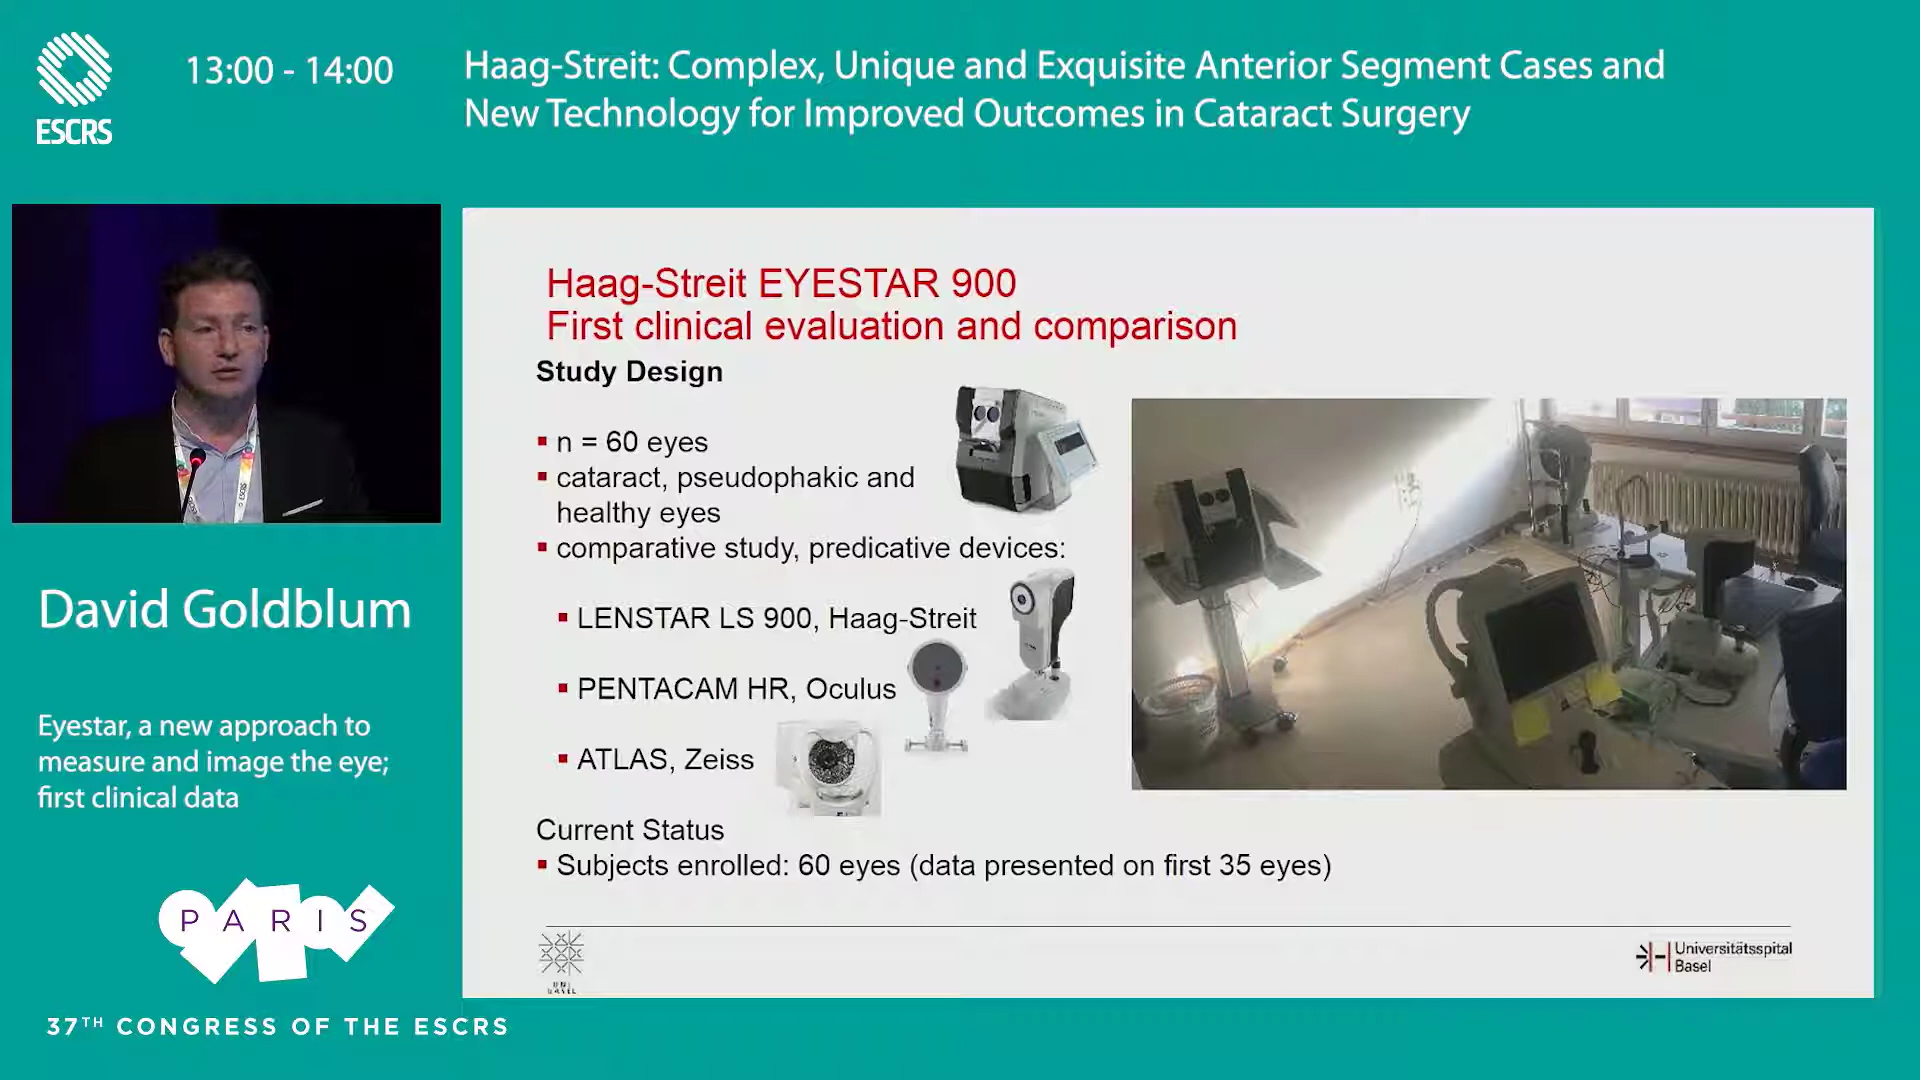 ESCRS
13:00 - 14:00
Haag-Streit: Complex, Unique and Exquisite Anterior Segment Cases and
New Technology for Improved Outcomes in Cataract Surgery
David Goldblum
Eyestar, a new approach to
measure and image the eye;
first clinical data
PARIS
37TH CONGRESS OF THE ESCRS
Haag-Streit EYESTAR 900
First clinical evaluation and comparison
Study Design
n = 60 eyes
cataract, pseudophakic and
healthy eyes
comparative study, predicative devices:
LENSTAR LS 900, Haag-Streit
PENTACAM HR, Oculus
ATLAS, Zeiss
Current Status
Subjects enrolled: 60 eyes (data presented on first 35 eyes)
UNI
BASEL
Universitätsspital
Basel